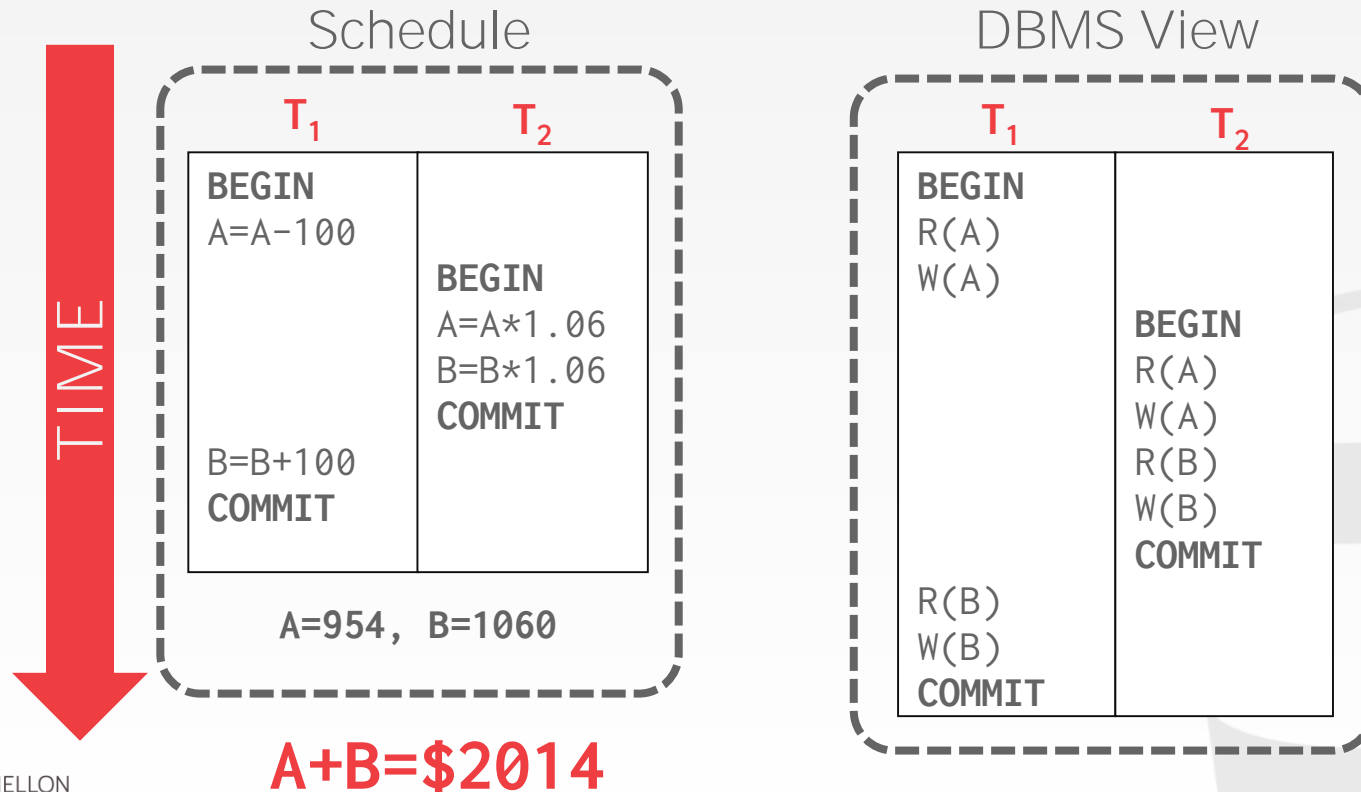 Schedule
DBMS View
TIME
T1 T2
BEGIN
A=A-100
BEGIN
A=A*1.06
B=B*1.06
COMMIT
B=B+100
COMMIT
A=954, B=1060
A+B=$2014
T1 T2
BEGIN
R(A)
W(A)
BEGIN
R(A)
W(A)
R(B)
W(B)
COMMIT
R(B)
W(B)
COMMIT
MELLON